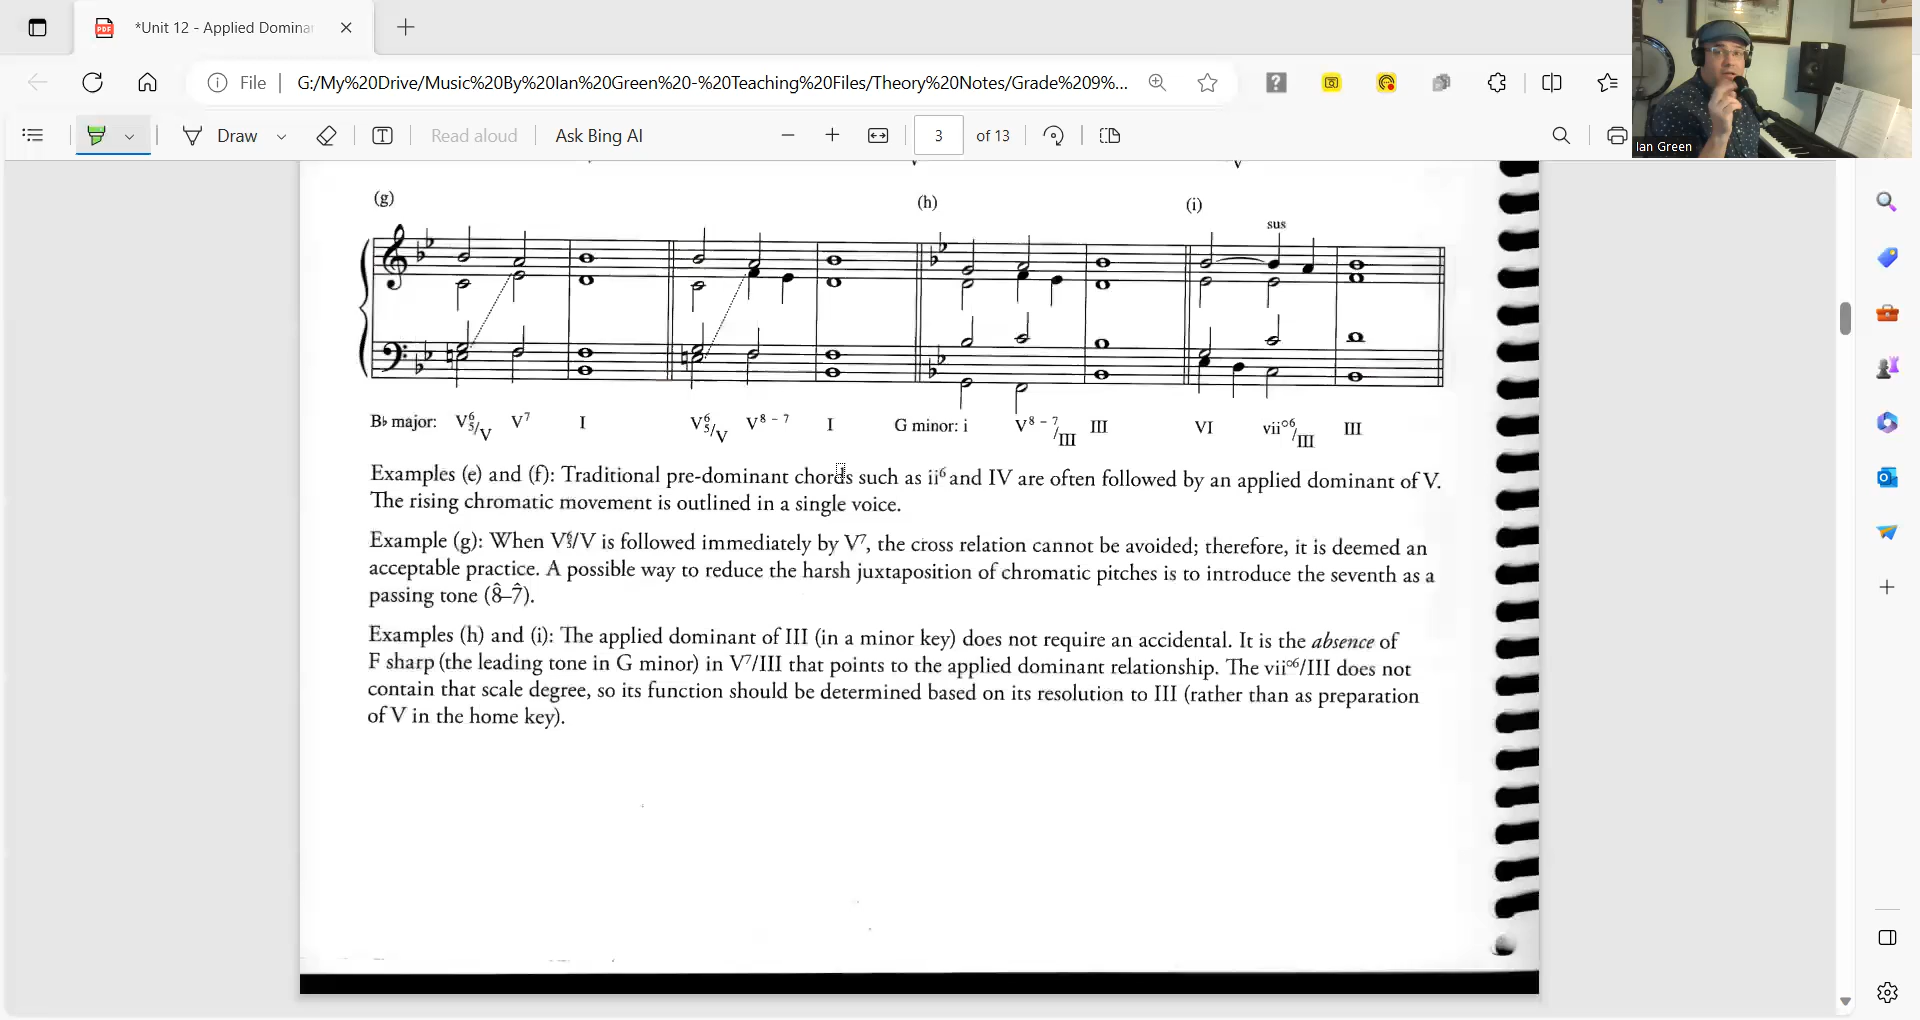 *Unit 12 - Applied Domina
File
G:/My%20Drive/Music%20By%20Ian%20Green%20-%20Teaching%20Files/Theory%20Notes/Grade%209%...
Draw
Read aloud
Ask Bing AI
3 of 13
Ian Green
V V
(g) (h) (i)
sus
B♭ major: V6/5/V V7 I V6/5/V V8 - 7 I G minor: i V8 - 7/III III VI vii°6/III III
Examples (e) and (f): Traditional pre-dominant chords such as ii6 and IV are often followed by an applied dominant of V.
The rising chromatic movement is outlined in a single voice.
Example (g): When V6/5/V is followed immediately by V7, the cross relation cannot be avoided; therefore, it is deemed an
acceptable practice. A possible way to reduce the harsh juxtaposition of chromatic pitches is to introduce the seventh as a
passing tone (8̂–7̂).
Examples (h) and (i): The applied dominant of III (in a minor key) does not require an accidental. It is the absence of
F sharp (the leading tone in G minor) in V7/III that points to the applied dominant relationship. The vii°6/III does not
contain that scale degree, so its function should be determined based on its resolution to III (rather than as preparation
of V in the home key).